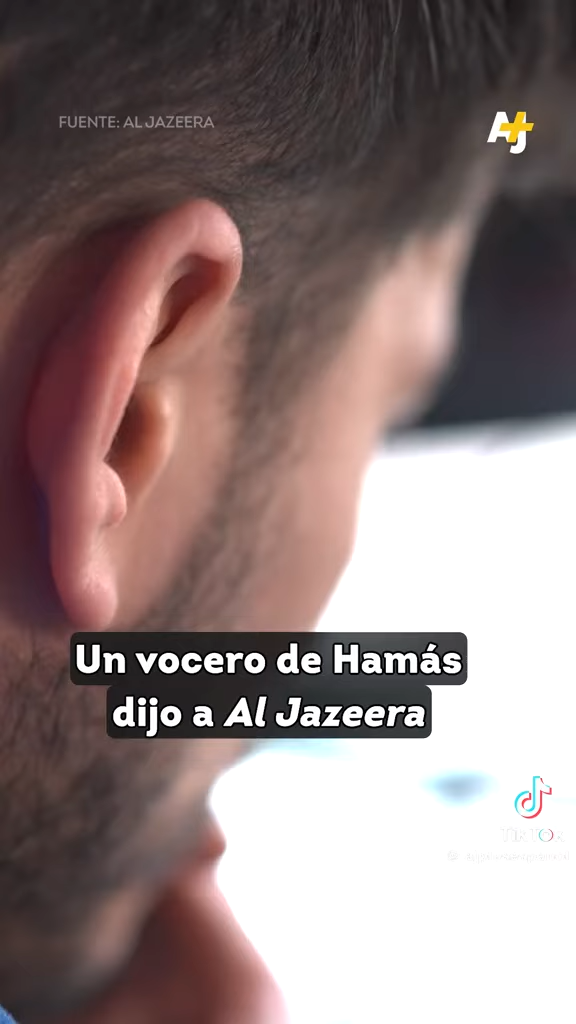 FUENTE: AL JAZEERA
AJ+
Un vocero de Hamás
dijo a Al Jazeera
TikTok